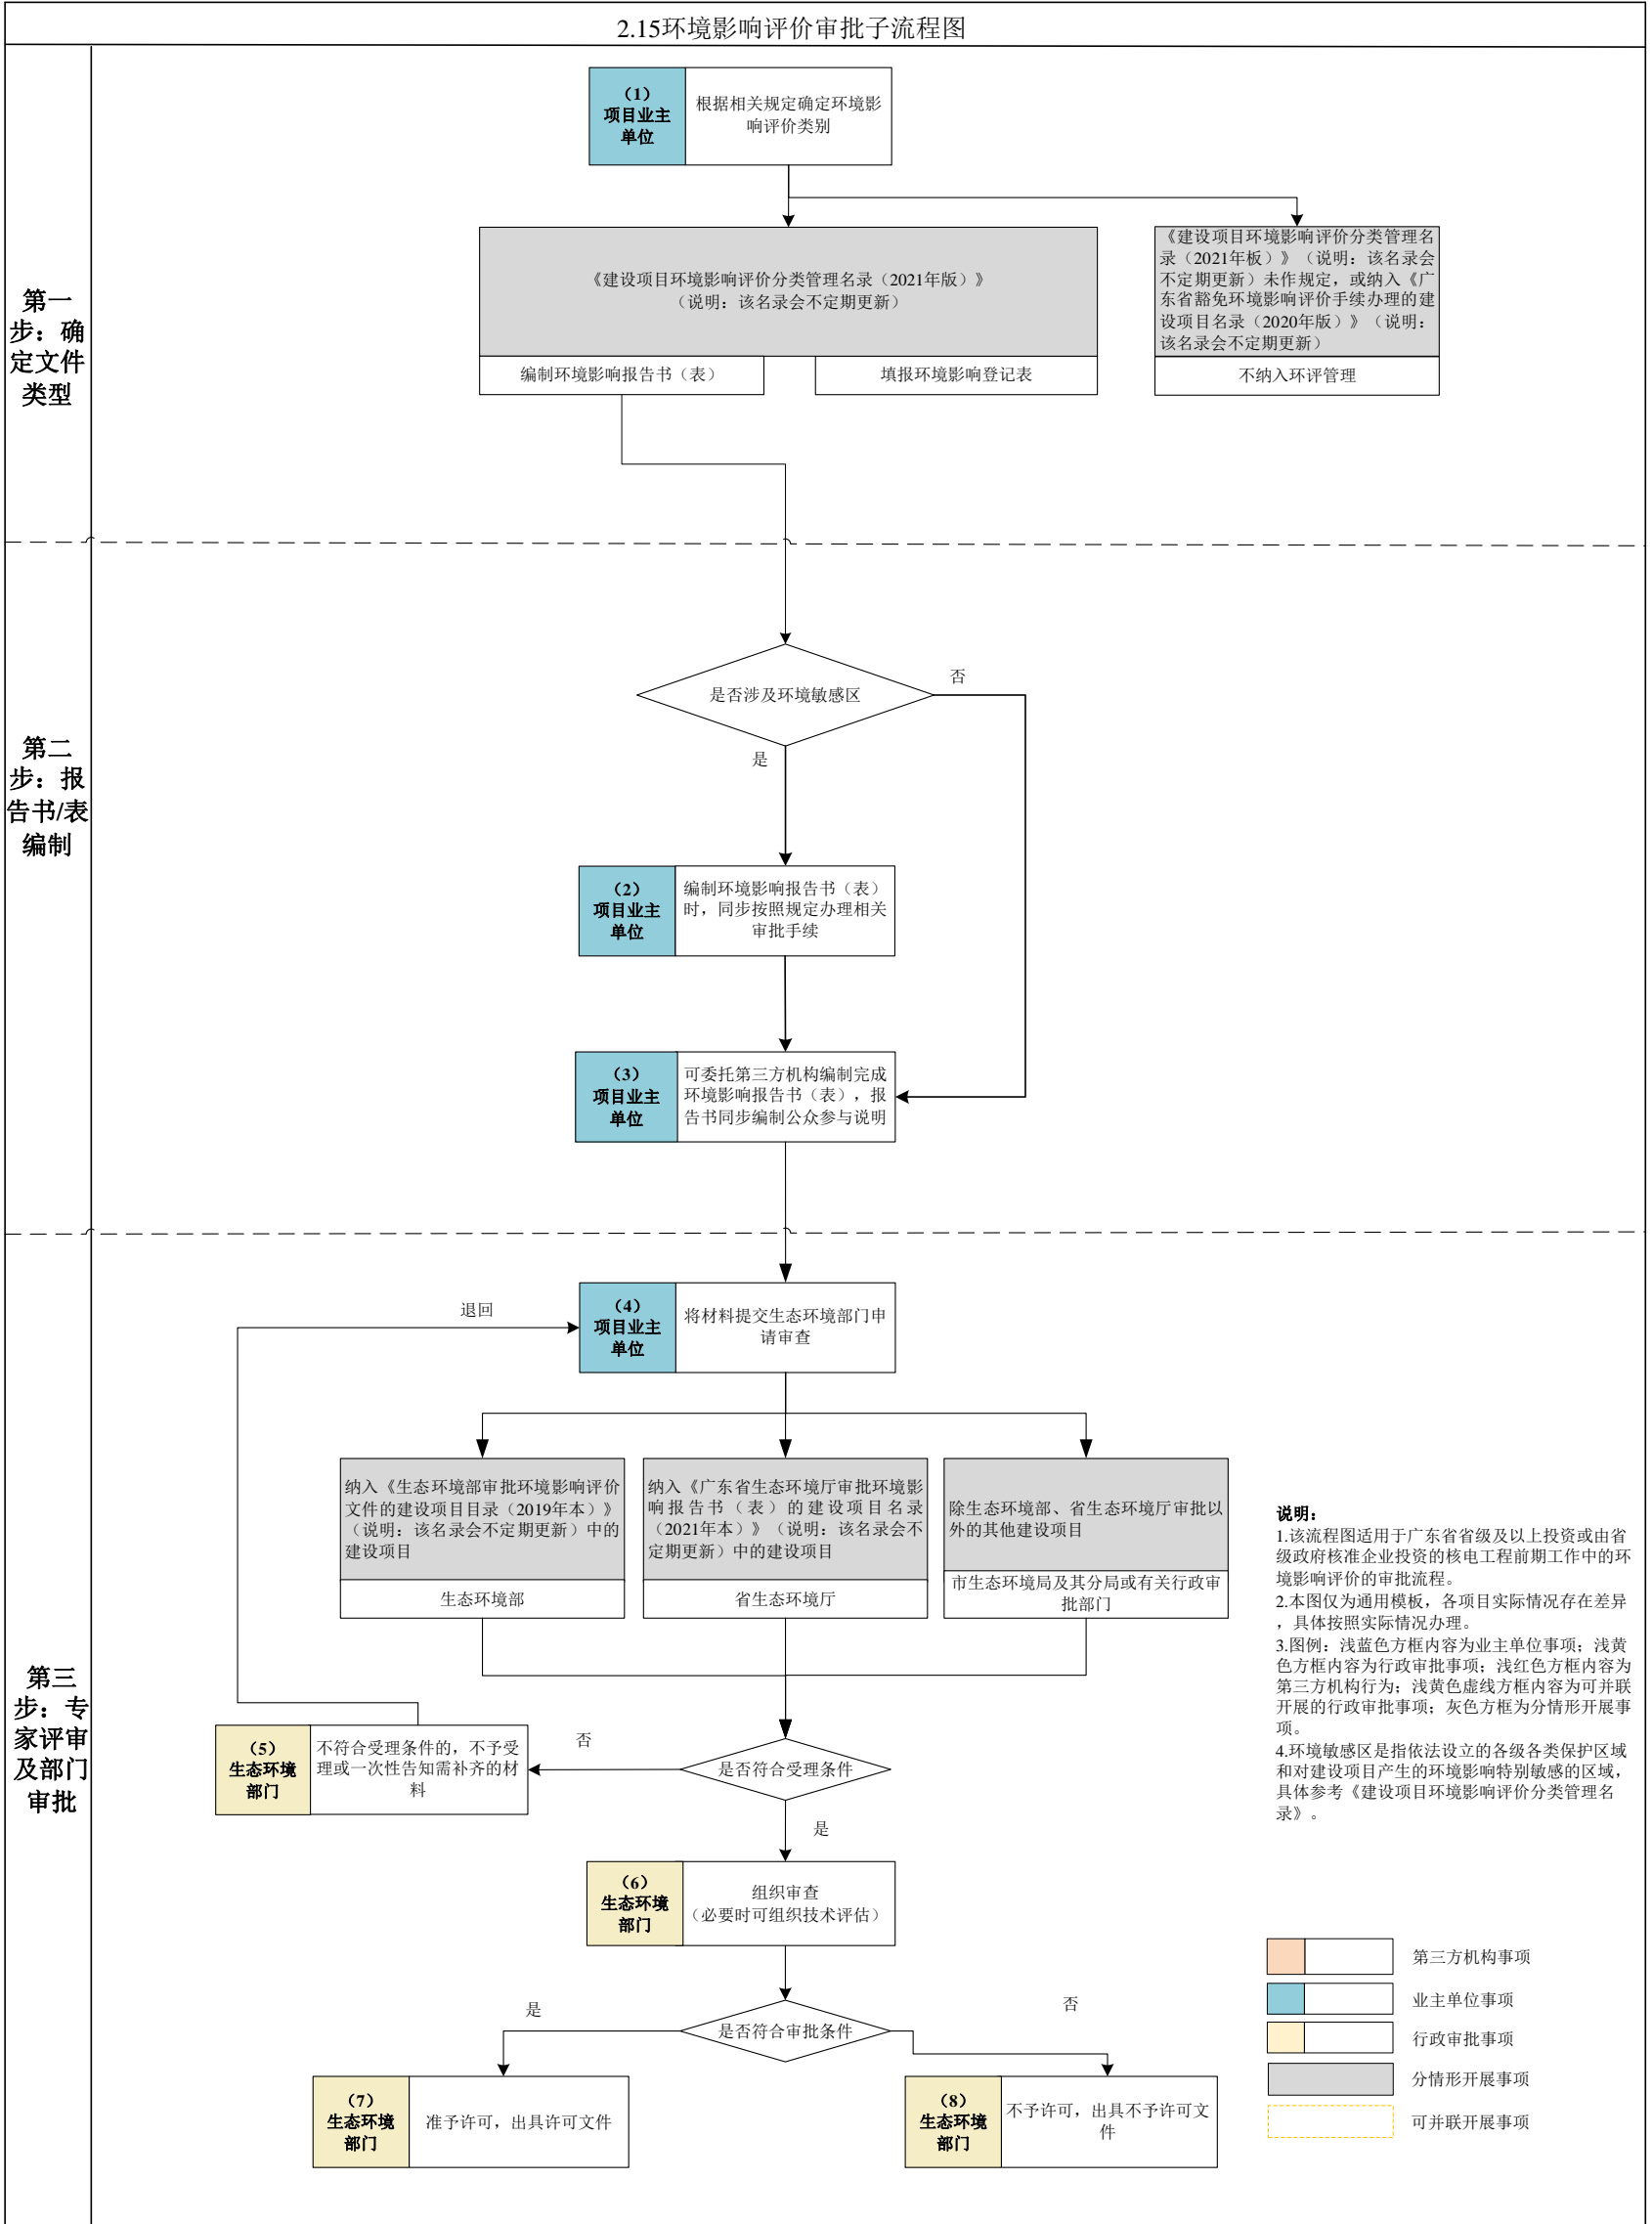 2.15环境影响评价审批子流程图
第一
步：确
定文件
类型
（1）
项目业主
单位
根据相关规定确定环境影
响评价类别
《建设项目环境影响评价分类管理名录（2021年版）》
（说明：该名录会不定期更新）
编制环境影响报告书（表）
填报环境影响登记表
《建设项目环境影响评价分类管理名
录（2021年板）》（说明：该名录会
不定期更新）未作规定，或纳入《广
东省豁免环境影响评价手续办理的建
设项目名录（2020年版）》（说明：
该名录会不定期更新）
不纳入环评管理
第二
步：报
告书/表
编制
是否涉及环境敏感区
否
是
（2）
项目业主
单位
编制环境影响报告书（表）
时，同步按照规定办理相关
审批手续
（3）
项目业主
单位
可委托第三方机构编制完成
环境影响报告书（表），报
告书同步编制公众参与说明
第三
步：专
家评审
及部门
审批
退回
（4）
项目业主
单位
将材料提交生态环境部门申
请审查
纳入《生态环境部审批环境影响评价
文件的建设项目目录（2019年本）》
（说明：该名录会不定期更新）中的
建设项目
生态环境部
纳入《广东省生态环境厅审批环境影
响报告书（表）的建设项目名录
（2021年本）》（说明：该名录会不
定期更新）中的建设项目
省生态环境厅
除生态环境部、省生态环境厅审批以
外的其他建设项目
市生态环境局及其分局或有关行政审
批部门
（5）
生态环境
部门
不符合受理条件的，不予受
理或一次性告知需补齐的材
料
否
是否符合受理条件
是
（6）
生态环境
部门
组织审查
（必要时可组织技术评估）
是
是否符合审批条件
否
（7）
生态环境
部门
准予许可，出具许可文件
（8）
生态环境
部门
不予许可，出具不予许可文
件
说明：
1.该流程图适用于广东省省级及以上投资或由省
级政府核准企业投资的核电工程前期工作中的环
境影响评价的审批流程。
2.本图仅为通用模板，各项目实际情况存在差异
，具体按照实际情况办理。
3.图例：浅蓝色方框内容为业主单位事项；浅黄
色方框内容为行政审批事项；浅红色方框内容为
第三方机构行为；浅黄色虚线方框内容为可并联
开展的行政审批事项；灰色方框为分情形开展事
项。
4.环境敏感区是指依法设立的各级各类保护区域
和对建设项目产生的环境影响特别敏感的区域，
具体参考《建设项目环境影响评价分类管理名
录》。
第三方机构事项
业主单位事项
行政审批事项
分情形开展事项
可并联开展事项